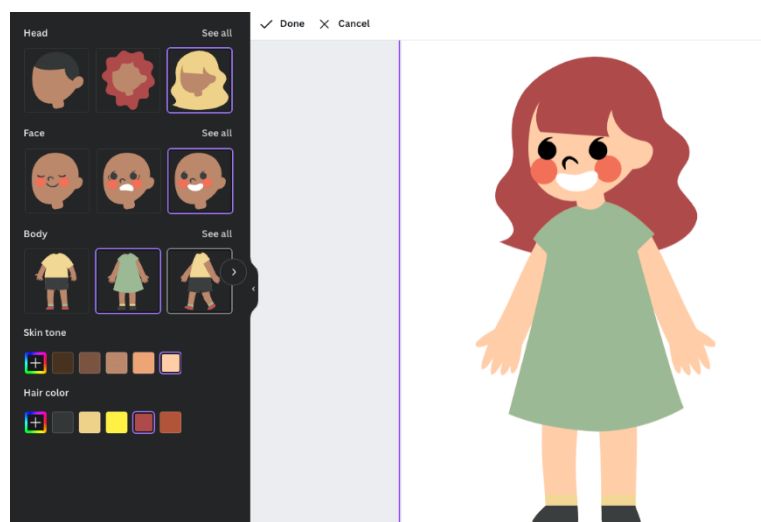 Done Cancel
Head See all
Face See all
Body See all
Skin tone
Hair color